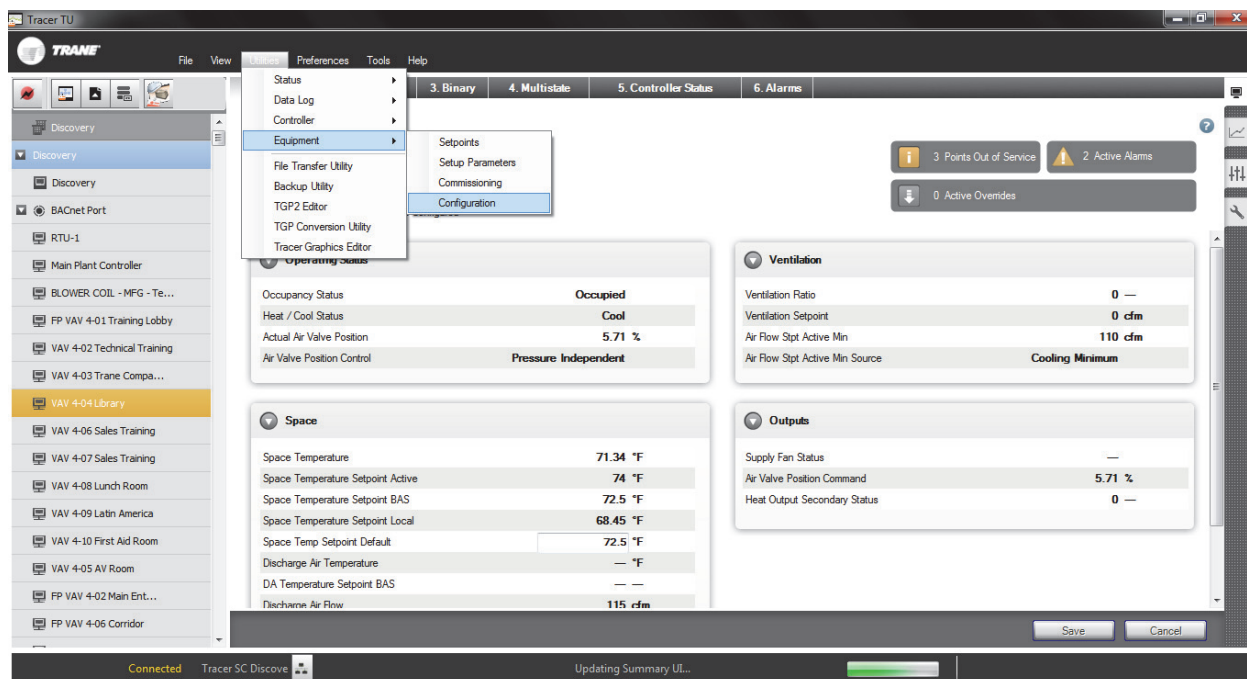 Tracer TU
TRANE
File View Utilities Preferences Tools Help
Status
Data Log
Controller
Equipment
File Transfer Utility
Backup Utility
TGP2 Editor
TGP Conversion Utility
Tracer Graphics Editor
Setpoints
Setup Parameters
Commissioning
Configuration
3. Binary 4. Multistate 5. Controller Status 6. Alarms
3 Points Out of Service
2 Active Alarms
0 Active Overrides
Discovery
Discovery
Discovery
BACnet Port
RTU-1
Main Plant Controller
BLOWER COIL - MFG - Te...
FP VAV 4-01 Training Lobby
VAV 4-02 Technical Training
VAV 4-03 Trane Compa...
VAV 4-04 Library
VAV 4-06 Sales Training
VAV 4-07 Sales Training
VAV 4-08 Lunch Room
VAV 4-09 Latin America
VAV 4-10 First Aid Room
VAV 4-05 AV Room
FP VAV 4-02 Main Ent...
FP VAV 4-06 Corridor
Operating Status
Occupancy Status Occupied
Heat / Cool Status Cool
Actual Air Valve Position 5.71 %
Air Valve Position Control Pressure Independent
Ventilation
Ventilation Ratio 0 —
Ventilation Setpoint 0 cfm
Air Flow Stpt Active Min 110 cfm
Air Flow Stpt Active Min Source Cooling Minimum
Space
Space Temperature 71.34 °F
Space Temperature Setpoint Active 74 °F
Space Temperature Setpoint BAS 72.5 °F
Space Temperature Setpoint Local 68.45 °F
Space Temp Setpoint Default 72.5 °F
Discharge Air Temperature — °F
DA Temperature Setpoint BAS — —
Discharge Air Flow 115 cfm
Outputs
Supply Fan Status —
Air Valve Position Command 5.71 %
Heat Output Secondary Status 0 —
Save Cancel
Connected Tracer SC Discove Updating Summary UI...